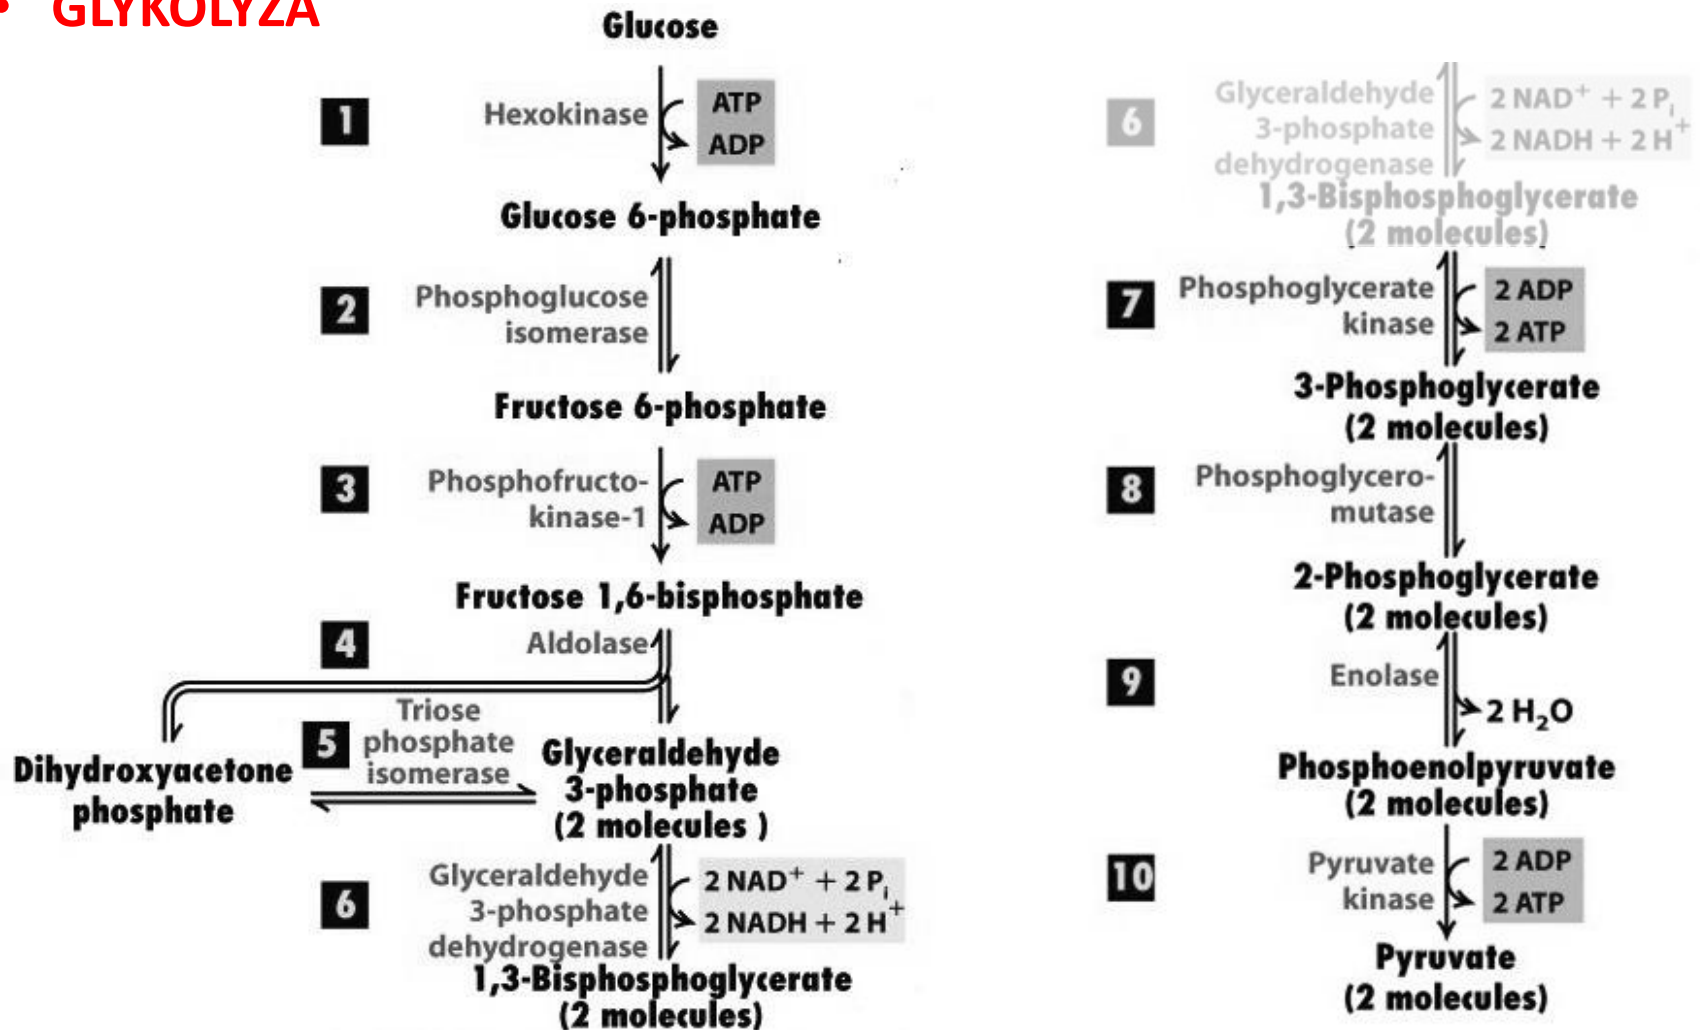 • GLYKOLÝZA
Glucose
1
Hexokinase
ATP
ADP
Glucose 6-phosphate
2
Phosphoglucose
isomerase
Fructose 6-phosphate
3
Phosphofructo-
kinase-1
ATP
ADP
Fructose 1,6-bisphosphate
4
Aldolase
5
Triose
phosphate
isomerase
Dihydroxyacetone
phosphate
Glyceraldehyde
3-phosphate
(2 molecules )
6
Glyceraldehyde
3-phosphate
dehydrogenase
2 NAD⁺ + 2 Pᵢ
2 NADH + 2 H⁺
1,3-Bisphosphoglycerate
(2 molecules)
6
Glyceraldehyde
3-phosphate
dehydrogenase
2 NAD⁺ + 2 Pᵢ
2 NADH + 2 H⁺
1,3-Bisphosphoglycerate
(2 molecules)
7
Phosphoglycerate
kinase
2 ADP
2 ATP
3-Phosphoglycerate
(2 molecules)
8
Phosphoglycero-
mutase
2-Phosphoglycerate
(2 molecules)
9
Enolase
2 H₂O
Phosphoenolpyruvate
(2 molecules)
10
Pyruvate
kinase
2 ADP
2 ATP
Pyruvate
(2 molecules)